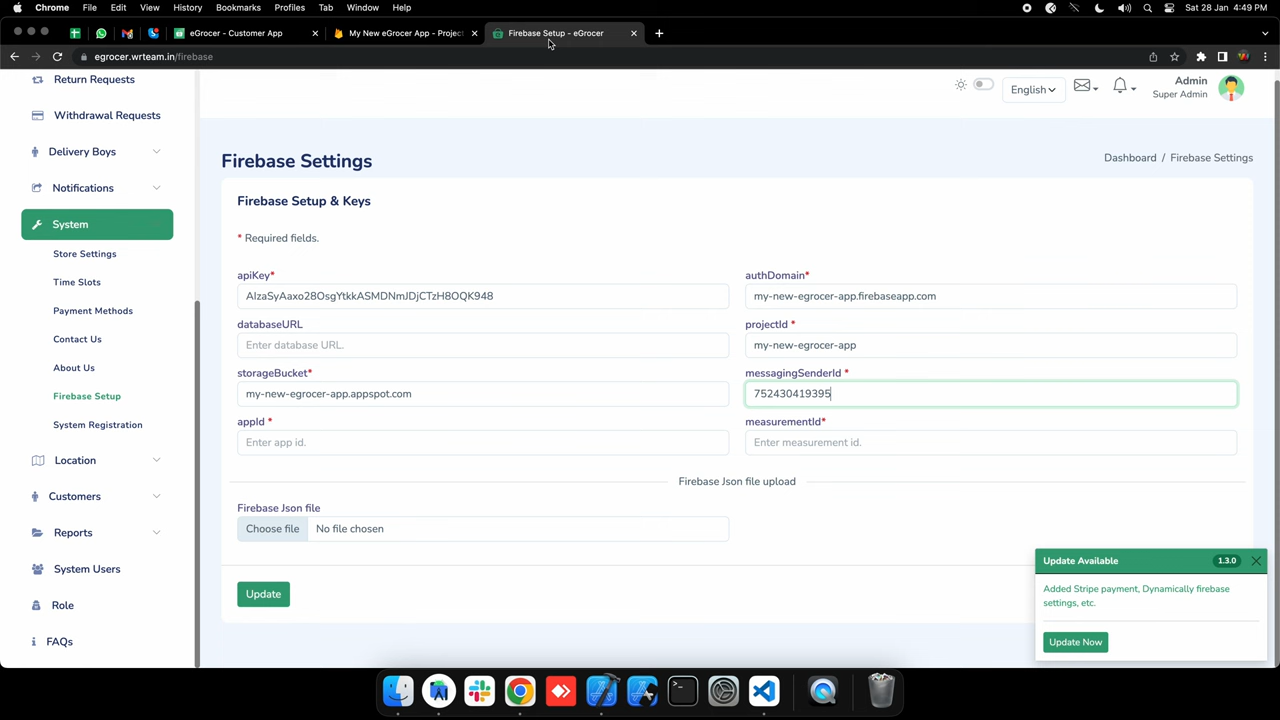 Chrome File Edit View History Bookmarks Profiles Tab Window Help Sat 28 Jan 4:49 PM
eGrocer - Customer App My New eGrocer App - Projec Firebase Setup - eGrocer
egrocer.wrteam.in/firebase
Return Requests
Withdrawal Requests
Delivery Boys
Notifications
System
Store Settings
Time Slots
Payment Methods
Contact Us
About Us
Firebase Setup
System Registration
Location
Customers
Reports
System Users
Role
FAQs
English
Admin
Super Admin
Firebase Settings
Dashboard / Firebase Settings
Firebase Setup & Keys
* Required fields.
apiKey*
AIzaSyAaxo28OsgYtkkASMDNmJDjCTzH8OQK948
authDomain*
my-new-egrocer-app.firebaseapp.com
databaseURL
Enter database URL.
projectId *
my-new-egrocer-app
storageBucket*
my-new-egrocer-app.appspot.com
messagingSenderId *
752430419395
appId *
Enter app id.
measurementId*
Enter measurement id.
Firebase Json file upload
Firebase Json file
Choose file No file chosen
Update
Update Available 1.3.0
Added Stripe payment, Dynamically firebase
settings, etc.
Update Now